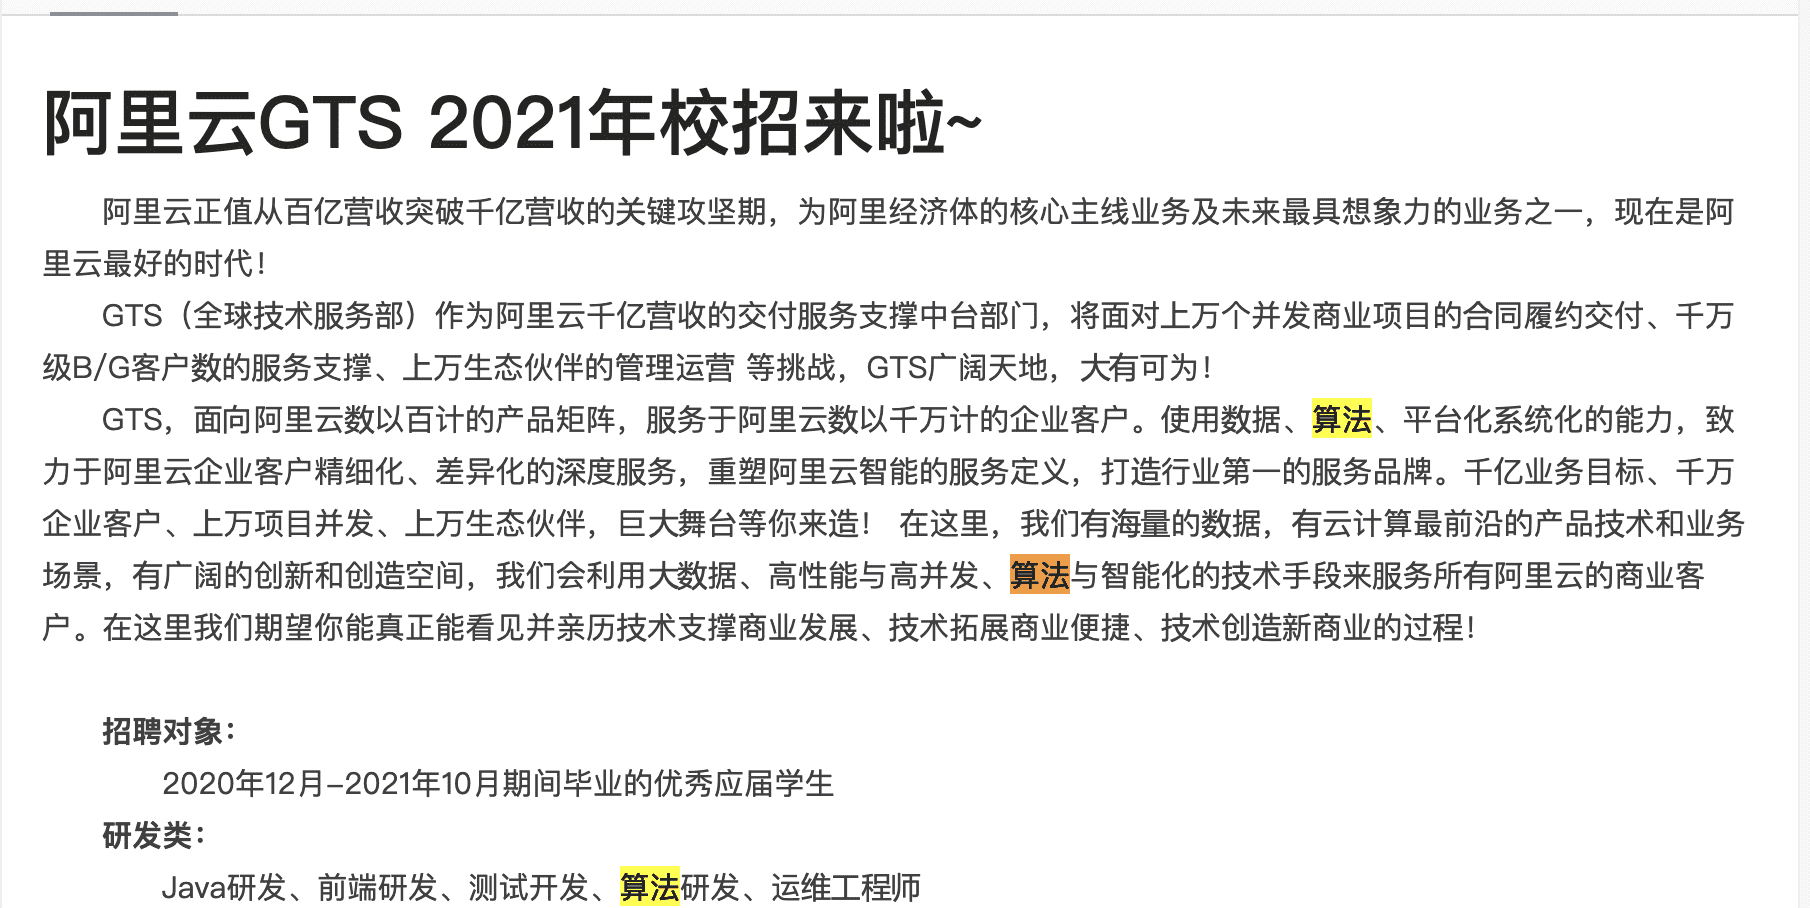 阿里云GTS 2021年校招来啦~
阿里云正值从百亿营收突破千亿营收的关键攻坚期，为阿里经济体的核心主线业务及未来最具想象力的业务之一，现在是阿
里云最好的时代！
GTS（全球技术服务部）作为阿里云千亿营收的交付服务支撑中台部门，将面对上万个并发商业项目的合同履约交付、千万
级B/G客户数的服务支撑、上万生态伙伴的管理运营 等挑战，GTS广阔天地，大有可为！
GTS，面向阿里云数以百计的产品矩阵，服务于阿里云数以千万计的企业客户。使用数据、算法、平台化系统化的能力，致
力于阿里云企业客户精细化、差异化的深度服务，重塑阿里云智能的服务定义，打造行业第一的服务品牌。千亿业务目标、千万
企业客户、上万项目并发、上万生态伙伴，巨大舞台等你来造！ 在这里，我们有海量的数据，有云计算最前沿的产品技术和业务
场景，有广阔的创新和创造空间，我们会利用大数据、高性能与高并发、算法与智能化的技术手段来服务所有阿里云的商业客
户。在这里我们期望你能真正能看见并亲历技术支撑商业发展、技术拓展商业便捷、技术创造新商业的过程！
招聘对象：
2020年12月-2021年10月期间毕业的优秀应届学生
研发类：
Java研发、前端研发、测试开发、算法研发、运维工程师